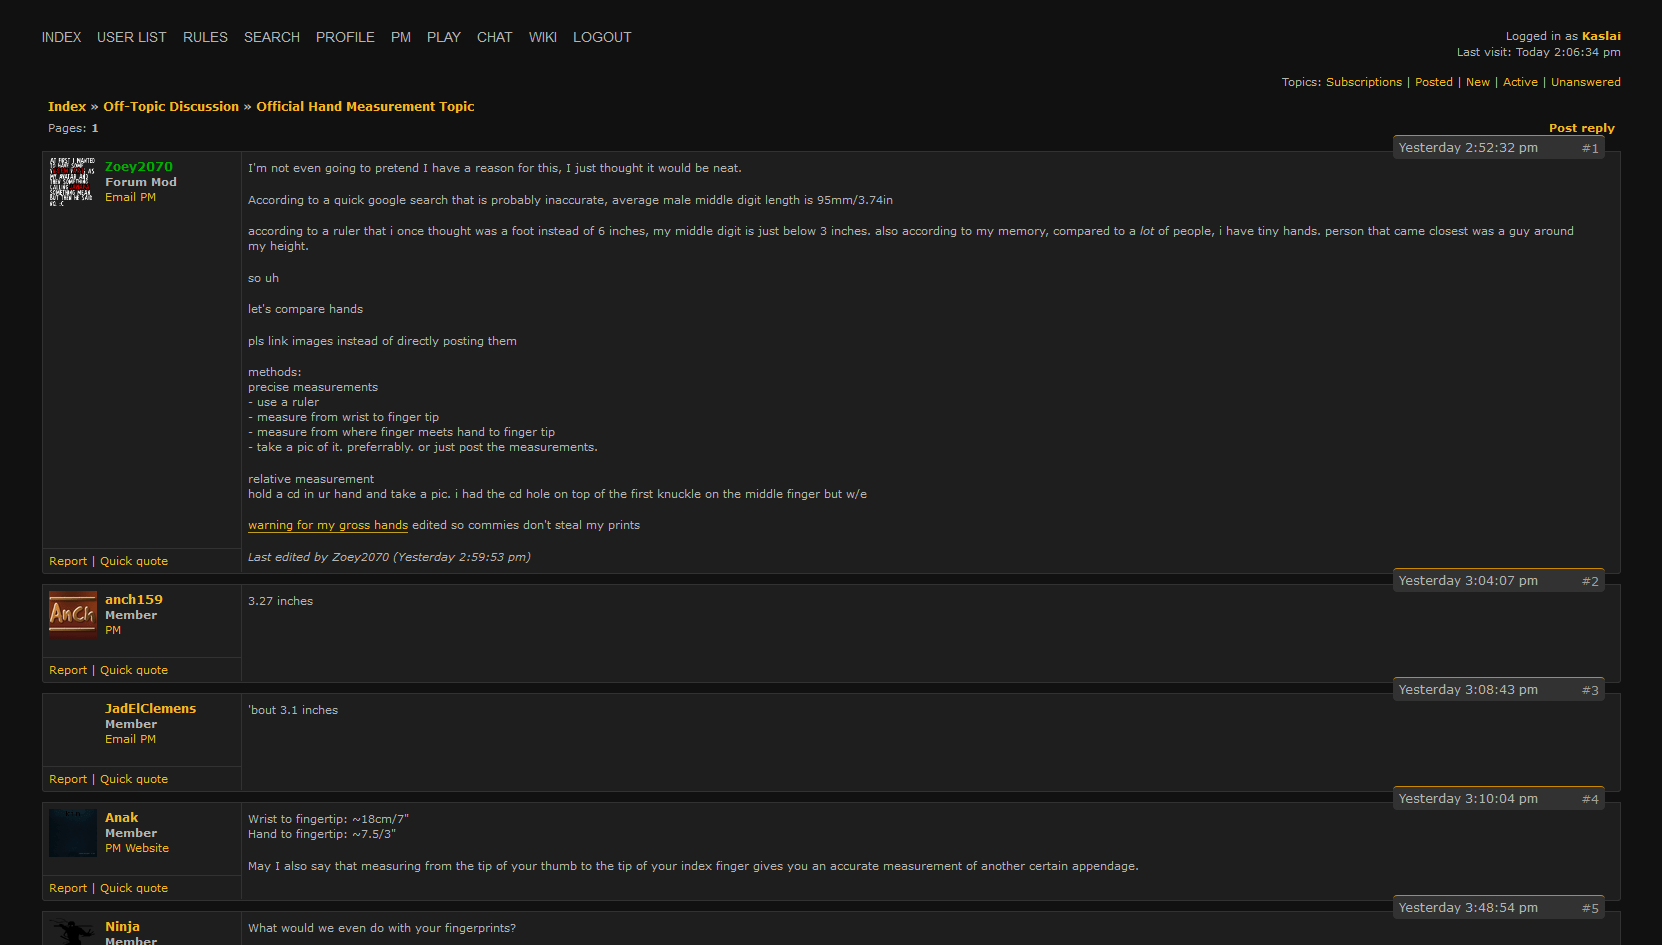 INDEX USER LIST RULES SEARCH PROFILE PM PLAY CHAT WIKI LOGOUT
Logged in as Kaslai
Last visit: Today 2:06:34 pm
Topics: Subscriptions | Posted | New | Active | Unanswered
Index » Off-Topic Discussion » Official Hand Measurement Topic
Pages: 1
Post reply
Yesterday 2:52:32 pm #1
AT FIRST I WANTED
Zoey2070
Forum Mod
Email PM
I'm not even going to pretend I have a reason for this, I just thought it would be neat.
According to a quick google search that is probably inaccurate, average male middle digit length is 95mm/3.74in
according to a ruler that i once thought was a foot instead of 6 inches, my middle digit is just below 3 inches. also according to my memory, compared to a lot of people, i have tiny hands. person that came closest was a guy around
my height.
so uh
let's compare hands
pls link images instead of directly posting them
methods:
precise measurements
- use a ruler
- measure from wrist to finger tip
- measure from where finger meets hand to finger tip
- take a pic of it. preferrably. or just post the measurements.
relative measurement
hold a cd in ur hand and take a pic. i had the cd hole on top of the first knuckle on the middle finger but w/e
warning for my gross hands edited so commies don't steal my prints
Last edited by Zoey2070 (Yesterday 2:59:53 pm)
Report | Quick quote
Yesterday 3:04:07 pm #2
AnCh
anch159
Member
PM
3.27 inches
Report | Quick quote
Yesterday 3:08:43 pm #3
JadElClemens
Member
Email PM
'bout 3.1 inches
Report | Quick quote
Yesterday 3:10:04 pm #4
Anak
Member
PM Website
Wrist to fingertip: ~18cm/7"
Hand to fingertip: ~7.5/3"
May I also say that measuring from the tip of your thumb to the tip of your index finger gives you an accurate measurement of another certain appendage.
Report | Quick quote
Yesterday 3:48:54 pm #5
Ninja
Member
What would we even do with your fingerprints?